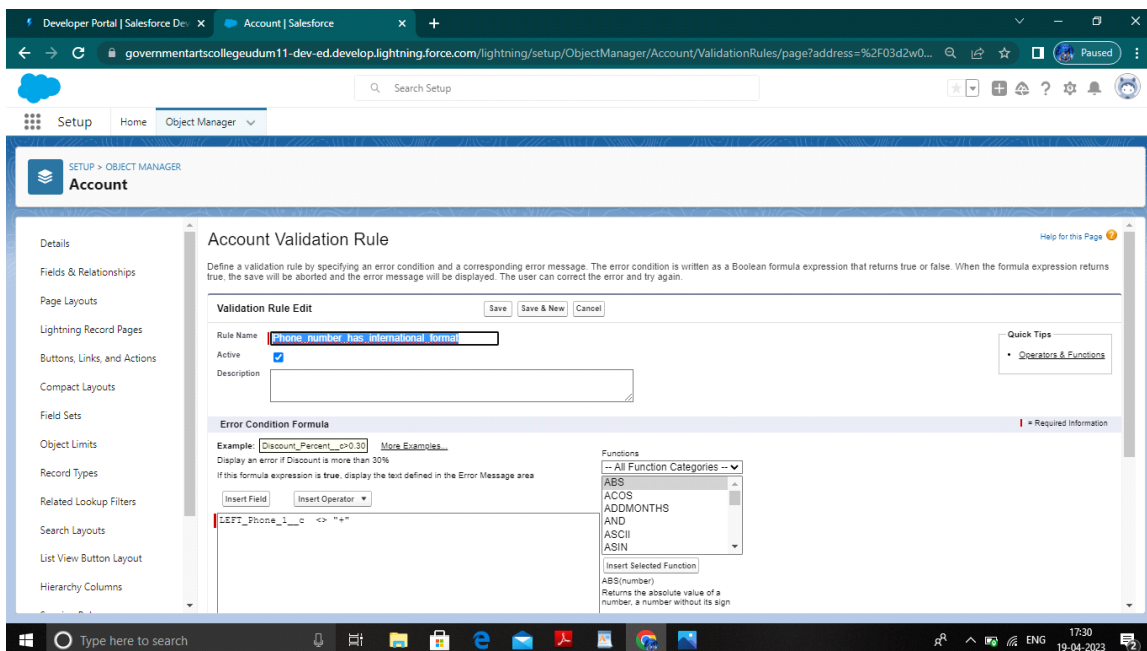 Developer Portal | Salesforce Dev
Account | Salesforce
governmentartscollegeudum11-dev-ed.develop.lightning.force.com/lightning/setup/ObjectManager/Account/ValidationRules/page?address=%2F03d2w0...
Paused
Search Setup
Setup Home Object Manager
SETUP > OBJECT MANAGER
Account
Details
Fields & Relationships
Page Layouts
Lightning Record Pages
Buttons, Links, and Actions
Compact Layouts
Field Sets
Object Limits
Record Types
Related Lookup Filters
Search Layouts
List View Button Layout
Hierarchy Columns
Account Validation Rule
Help for this Page
Define a validation rule by specifying an error condition and a corresponding error message. The error condition is written as a Boolean formula expression that returns true or false. When the formula expression returns
true, the save will be aborted and the error message will be displayed. The user can correct the error and try again.
Validation Rule Edit Save Save & New Cancel
Rule Name Phone_number_has_international_format
Active
Description
Quick Tips
• Operators & Functions
Error Condition Formula
= Required Information
Example: Discount_Percent__c>0.30 More Examples...
Display an error if Discount is more than 30%
If this formula expression is true, display the text defined in the Error Message area
Insert Field Insert Operator
LEFT_Phone_1__c <> "+"
Functions
-- All Function Categories --
ABS
ACOS
ADDMONTHS
AND
ASCII
ASIN
Insert Selected Function
ABS(number)
Returns the absolute value of a
number, a number without its sign
Type here to search
ENG
17:30
19-04-2023